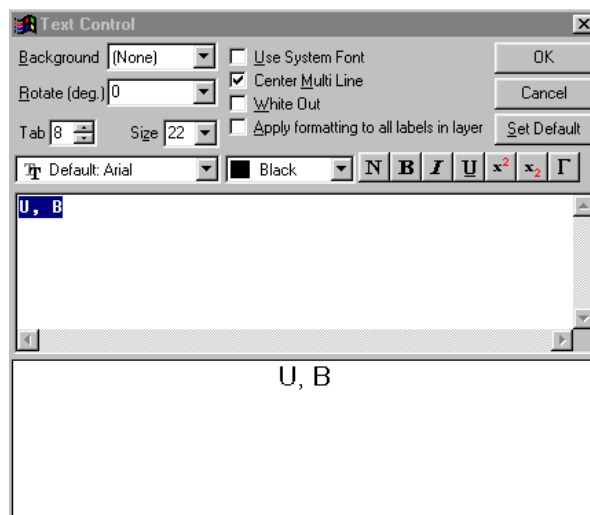 Text Control
Background (None) Use System Font OK
Center Multi Line
Rotate (deg.) 0 White Out Cancel
Tab 8 Size 22 Apply formatting to all labels in layer Set Default
Default: Arial Black N B I U x² x₂ Γ
U, B
U, B